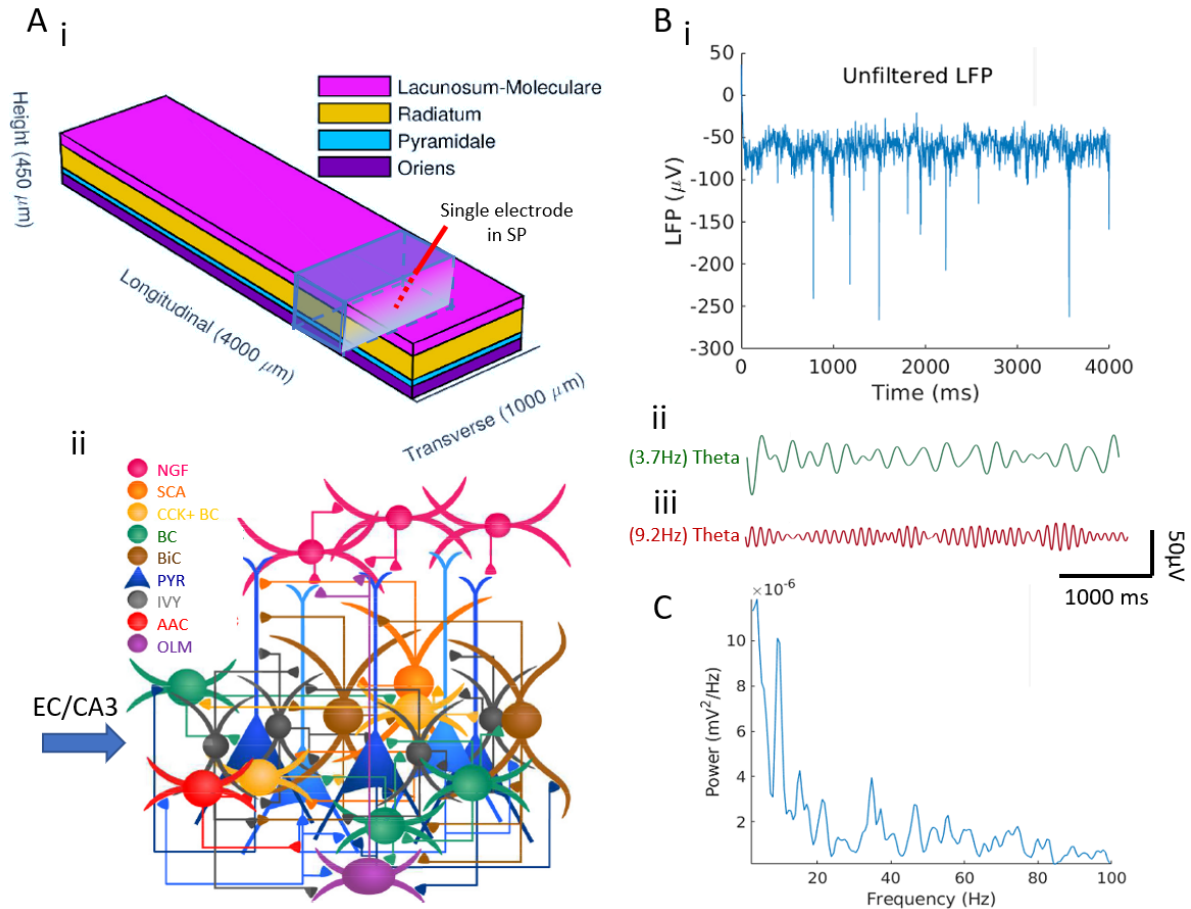 A
i
Height (450 μm)
Lacunosum-Moleculare
Radiatum
Pyramidale
Oriens
Single electrode
in SP
Longitudinal (4000 μm)
Transverse (1000 μm)
ii
NGF
SCA
CCK+ BC
BC
BiC
PYR
IVY
AAC
OLM
EC/CA3
B
i
Unfiltered LFP
LFP (μV)
50
0
-50
-100
-150
-200
-250
-300
0
1000
2000
3000
4000
Time (ms)
ii
(3.7Hz) Theta
iii
(9.2Hz) Theta
50μV
1000 ms
C
×10-6
Power (mV2/Hz)
10
8
6
4
2
20
40
60
80
100
Frequency (Hz)